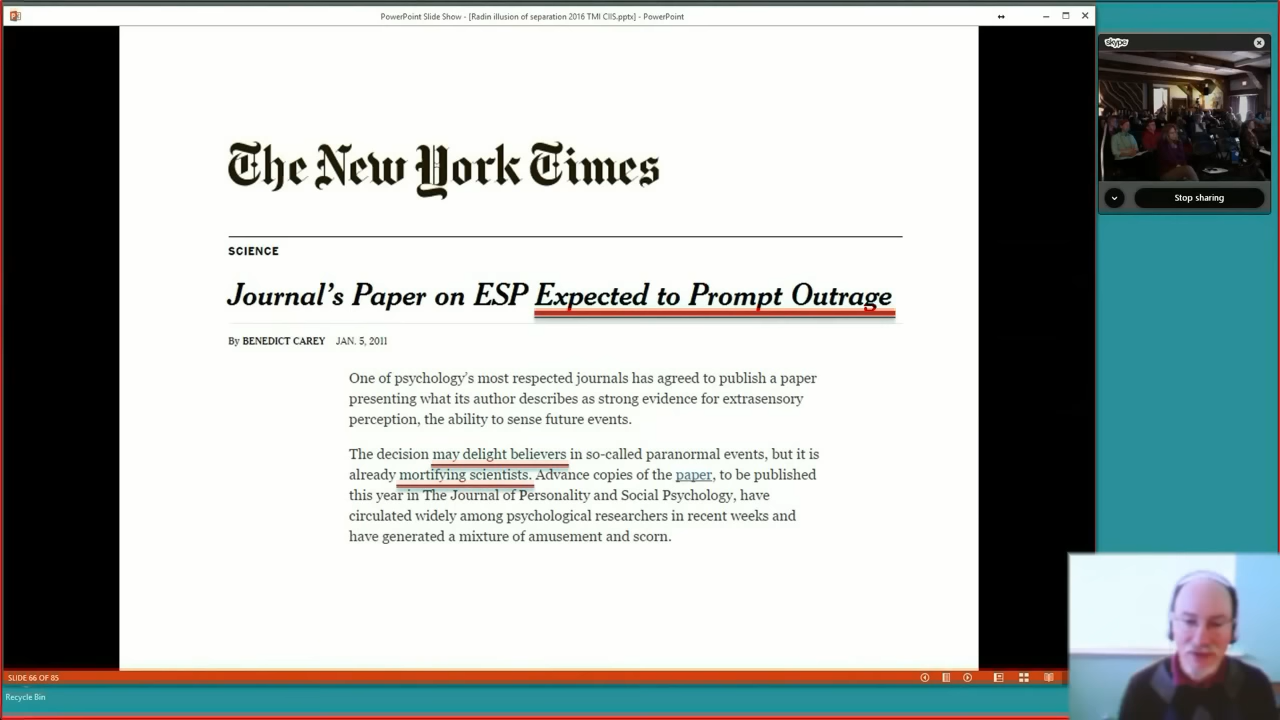 PowerPoint Slide Show - [Radin illusion of separation 2016 TMI CIIS.pptx] - PowerPoint
skype
Stop sharing
The New York Times
SCIENCE
Journal's Paper on ESP Expected to Prompt Outrage
By BENEDICT CAREY JAN. 5, 2011
One of psychology's most respected journals has agreed to publish a paper
presenting what its author describes as strong evidence for extrasensory
perception, the ability to sense future events.
The decision may delight believers in so-called paranormal events, but it is
already mortifying scientists. Advance copies of the paper, to be published
this year in The Journal of Personality and Social Psychology, have
circulated widely among psychological researchers in recent weeks and
have generated a mixture of amusement and scorn.
SLIDE 66 OF 85
Recycle Bin